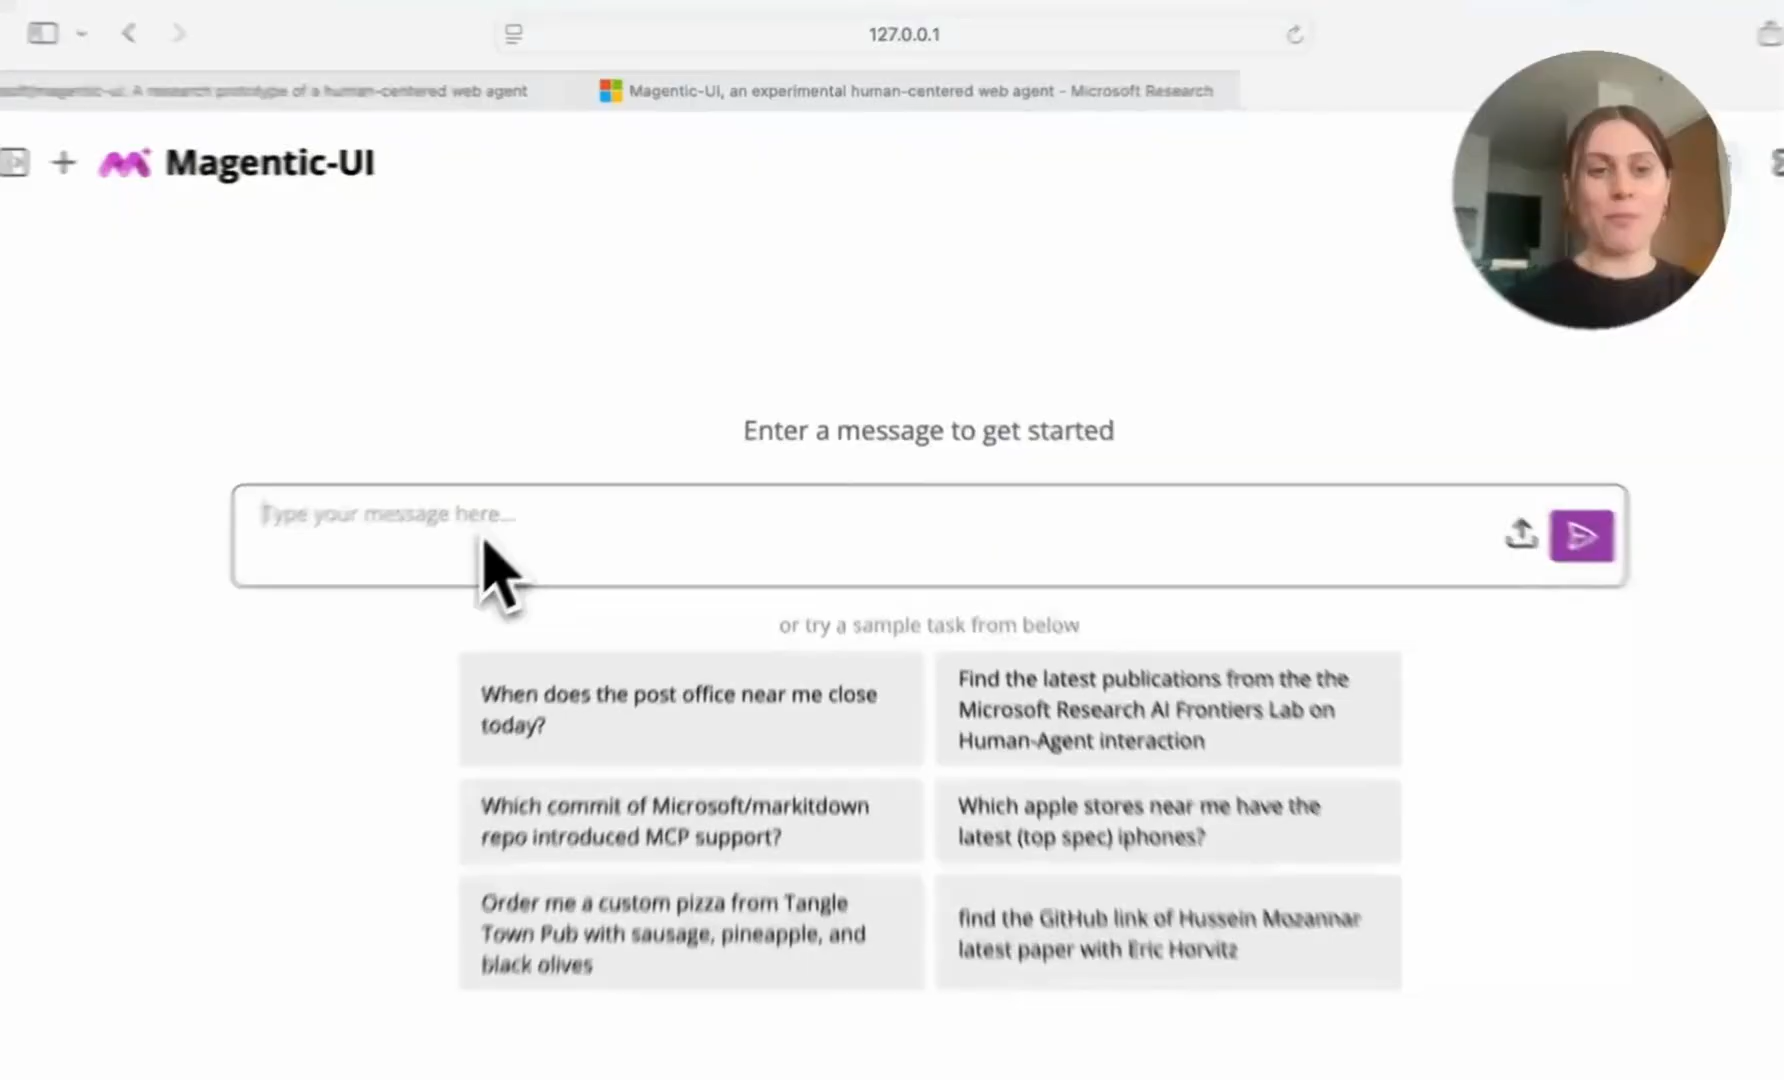 127.0.0.1
A research prototype of a human-centered web agent
Magentic-UI, an experimental human-centered web agent – Microsoft Research
Magentic-UI
Enter a message to get started
Type your message here...
or try a sample task from below
When does the post office near me close
today?
Find the latest publications from the the
Microsoft Research AI Frontiers Lab on
Human-Agent interaction
Which commit of Microsoft/markitdown
repo introduced MCP support?
Which apple stores near me have the
latest (top spec) iphones?
Order me a custom pizza from Tangle
Town Pub with sausage, pineapple, and
black olives
find the GitHub link of Hussein Mozannar
latest paper with Eric Horvitz